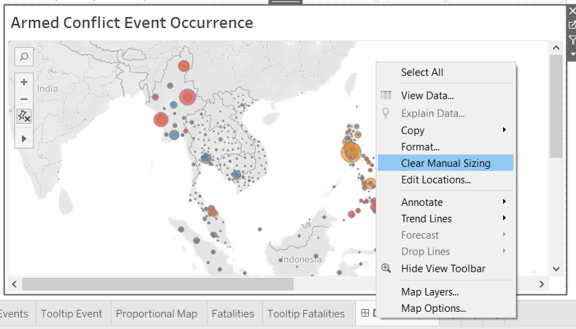 Armed Conflict Event Occurrence
India
Indonesia
Select All
View Data...
Explain Data...
Copy
Format...
Clear Manual Sizing
Edit Locations...
Annotate
Trend Lines
Forecast
Drop Lines
Hide View Toolbar
Map Layers...
Map Options...
Events
Tooltip Event
Proportional Map
Fatalities
Tooltip Fatalities
D